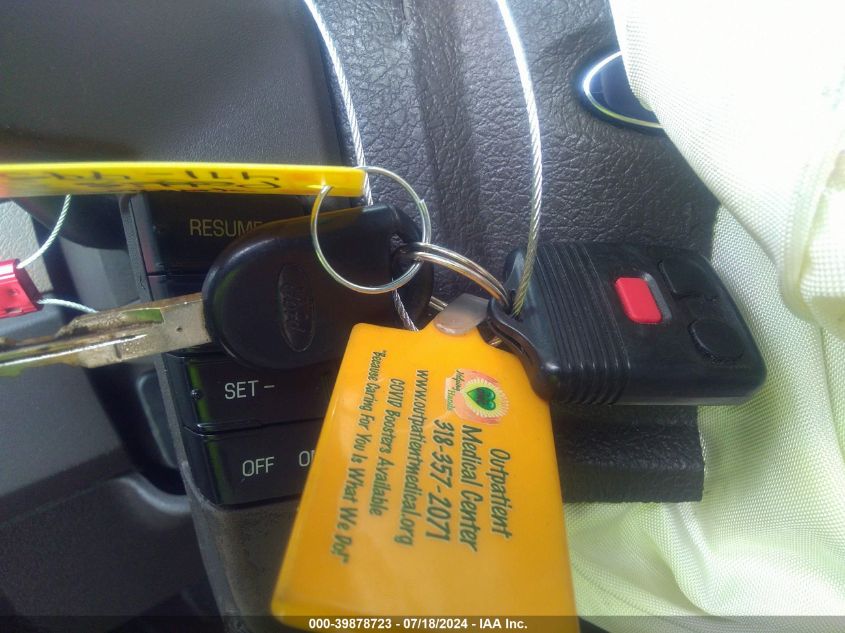 RESUME
Ford
SET -
OFF
Outpatient
Medical Center
318-357-2071
www.outpatientmedical.org
COVID Boosters Available
"Because Caring For You Is What We Do!"
000-39878723 - 07/18/2024 - IAA Inc.